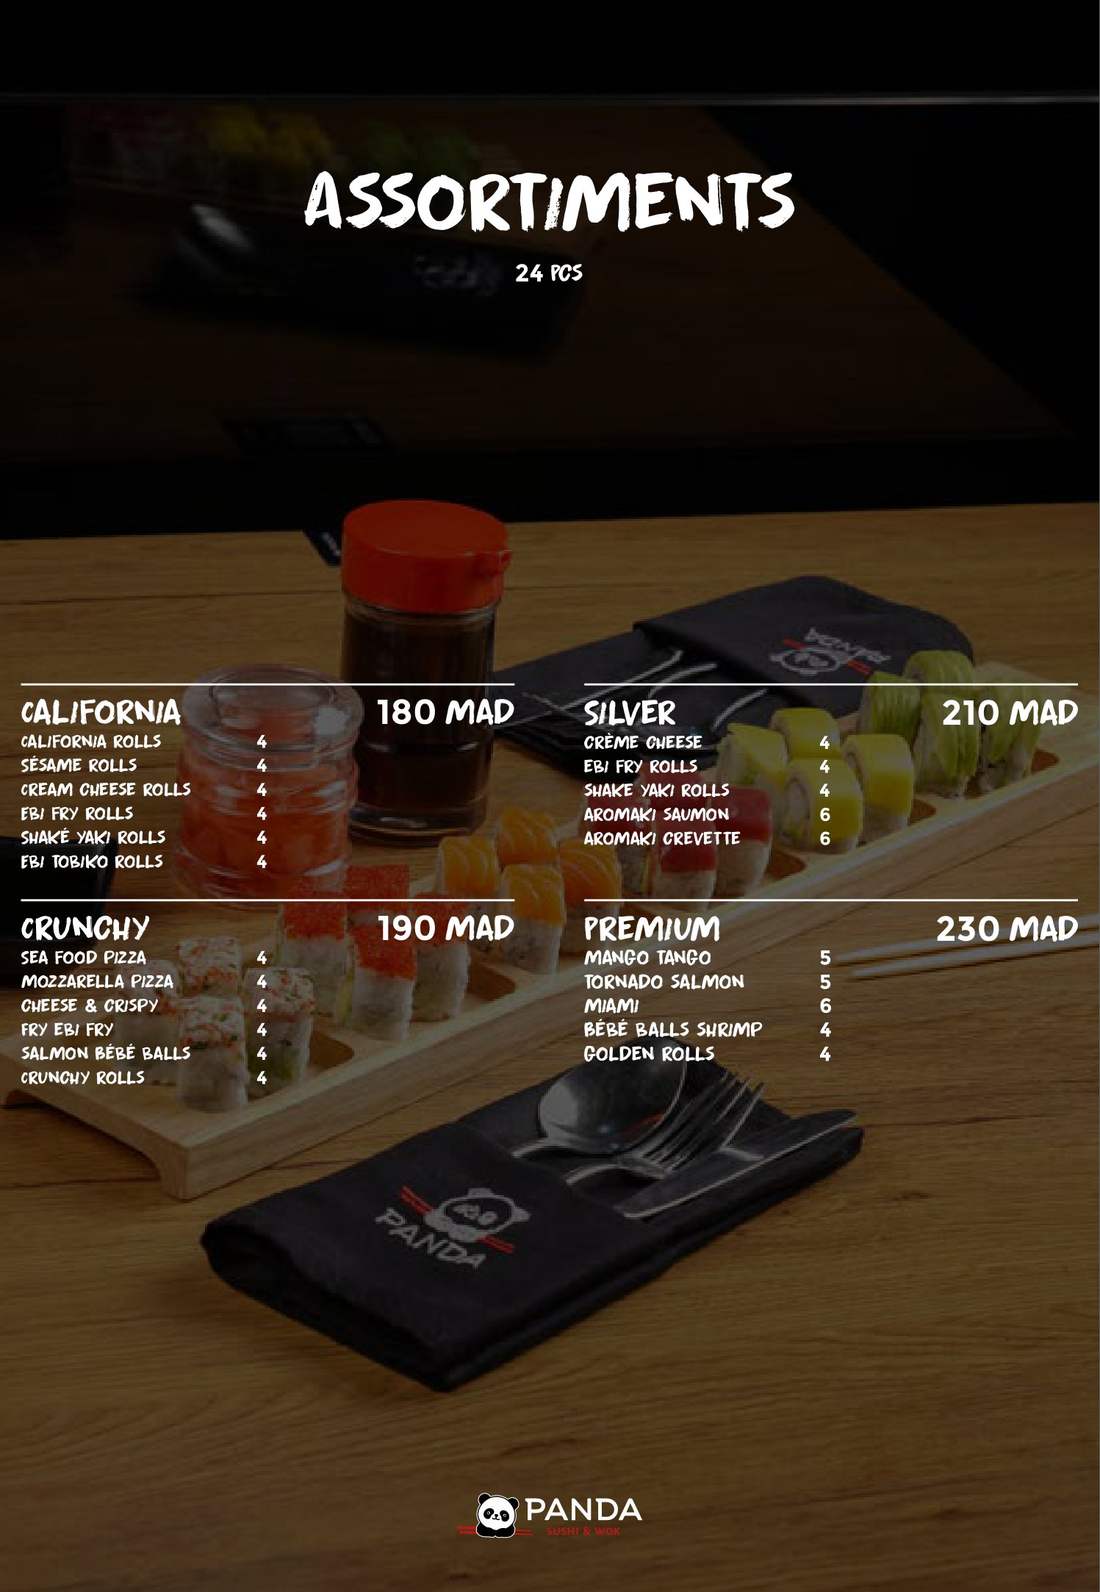 ASSORTIMENTS
24 PCS
CALIFORNIA 180 MAD
CALIFORNIA ROLLS 4
SÉSAME ROLLS 4
CREAM CHEESE ROLLS 4
EBI FRY ROLLS 4
SHAKÉ YAKI ROLLS 4
EBI TOBIKO ROLLS 4
SILVER 210 MAD
CRÈME CHEESE 4
EBI FRY ROLLS 4
SHAKE YAKI ROLLS 4
AROMAKI SAUMON 6
AROMAKI CREVETTE 6
CRUNCHY 190 MAD
SEA FOOD PIZZA 4
MOZZARELLA PIZZA 4
CHEESE & CRISPY 4
FRY EBI FRY 4
SALMON BÉBÉ BALLS 4
CRUNCHY ROLLS 4
PREMIUM 230 MAD
MANGO TANGO 5
TORNADO SALMON 5
MIAMI 6
BÉBÉ BALLS SHRIMP 4
GOLDEN ROLLS 4
PANDA
PANDA
PANDA
SUSHI & WOK